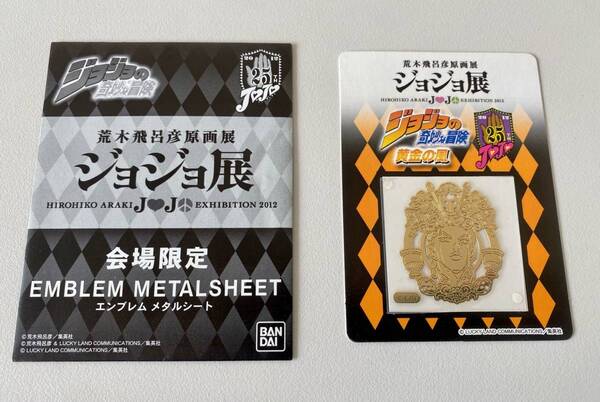 ジョジョの
奇妙な冒険
2012
25TH
JOJO
荒木飛呂彦原画展
ジョジョ展
HIROHIKO ARAKI JOJO EXHIBITION 2012
会場限定
EMBLEM METALSHEET
エンブレム メタルシート
BANDAI
©荒木飛呂彦/集英社
©荒木飛呂彦 & LUCKY LAND COMMUNICATIONS/集英社
© LUCKY LAND COMMUNICATIONS/集英社
荒木飛呂彦原画展
ジョジョ展
HIROHIKO ARAKI J♥J☮ EXHIBITION 2012
ジョジョの
奇妙な冒険
黄金の風
2012
25TH
JOJO
© LUCKY LAND COMMUNICATIONS/集英社